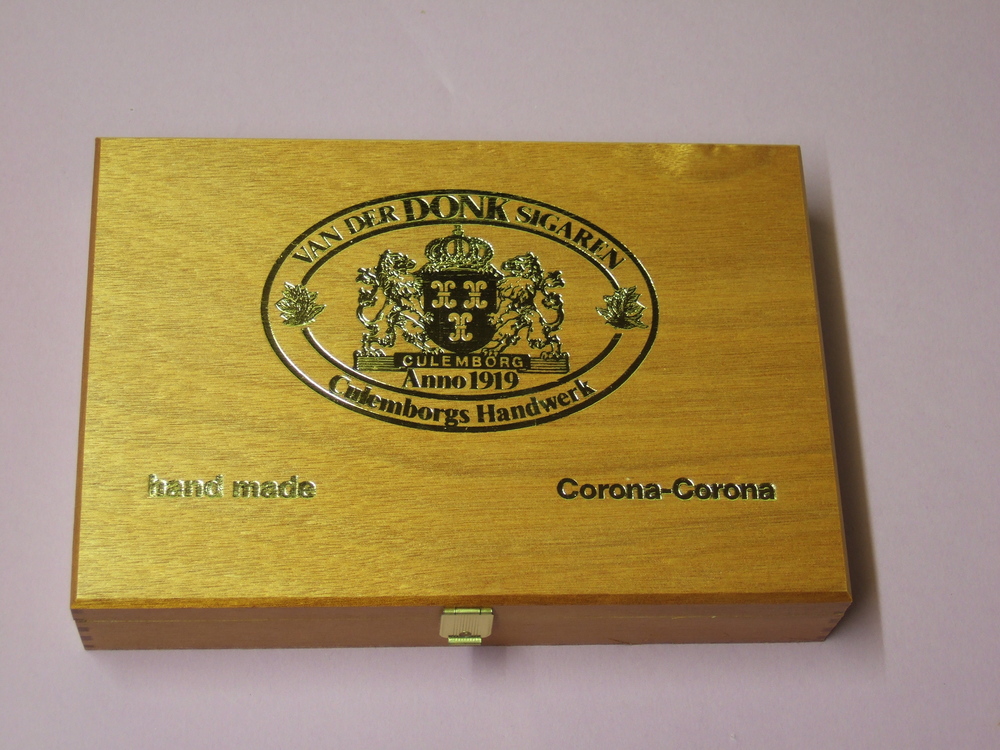 VAN DER DONK SIGAREN
CULEMBORG
Anno 1919
Culemborgs Handwerk
hand made
Corona-Corona